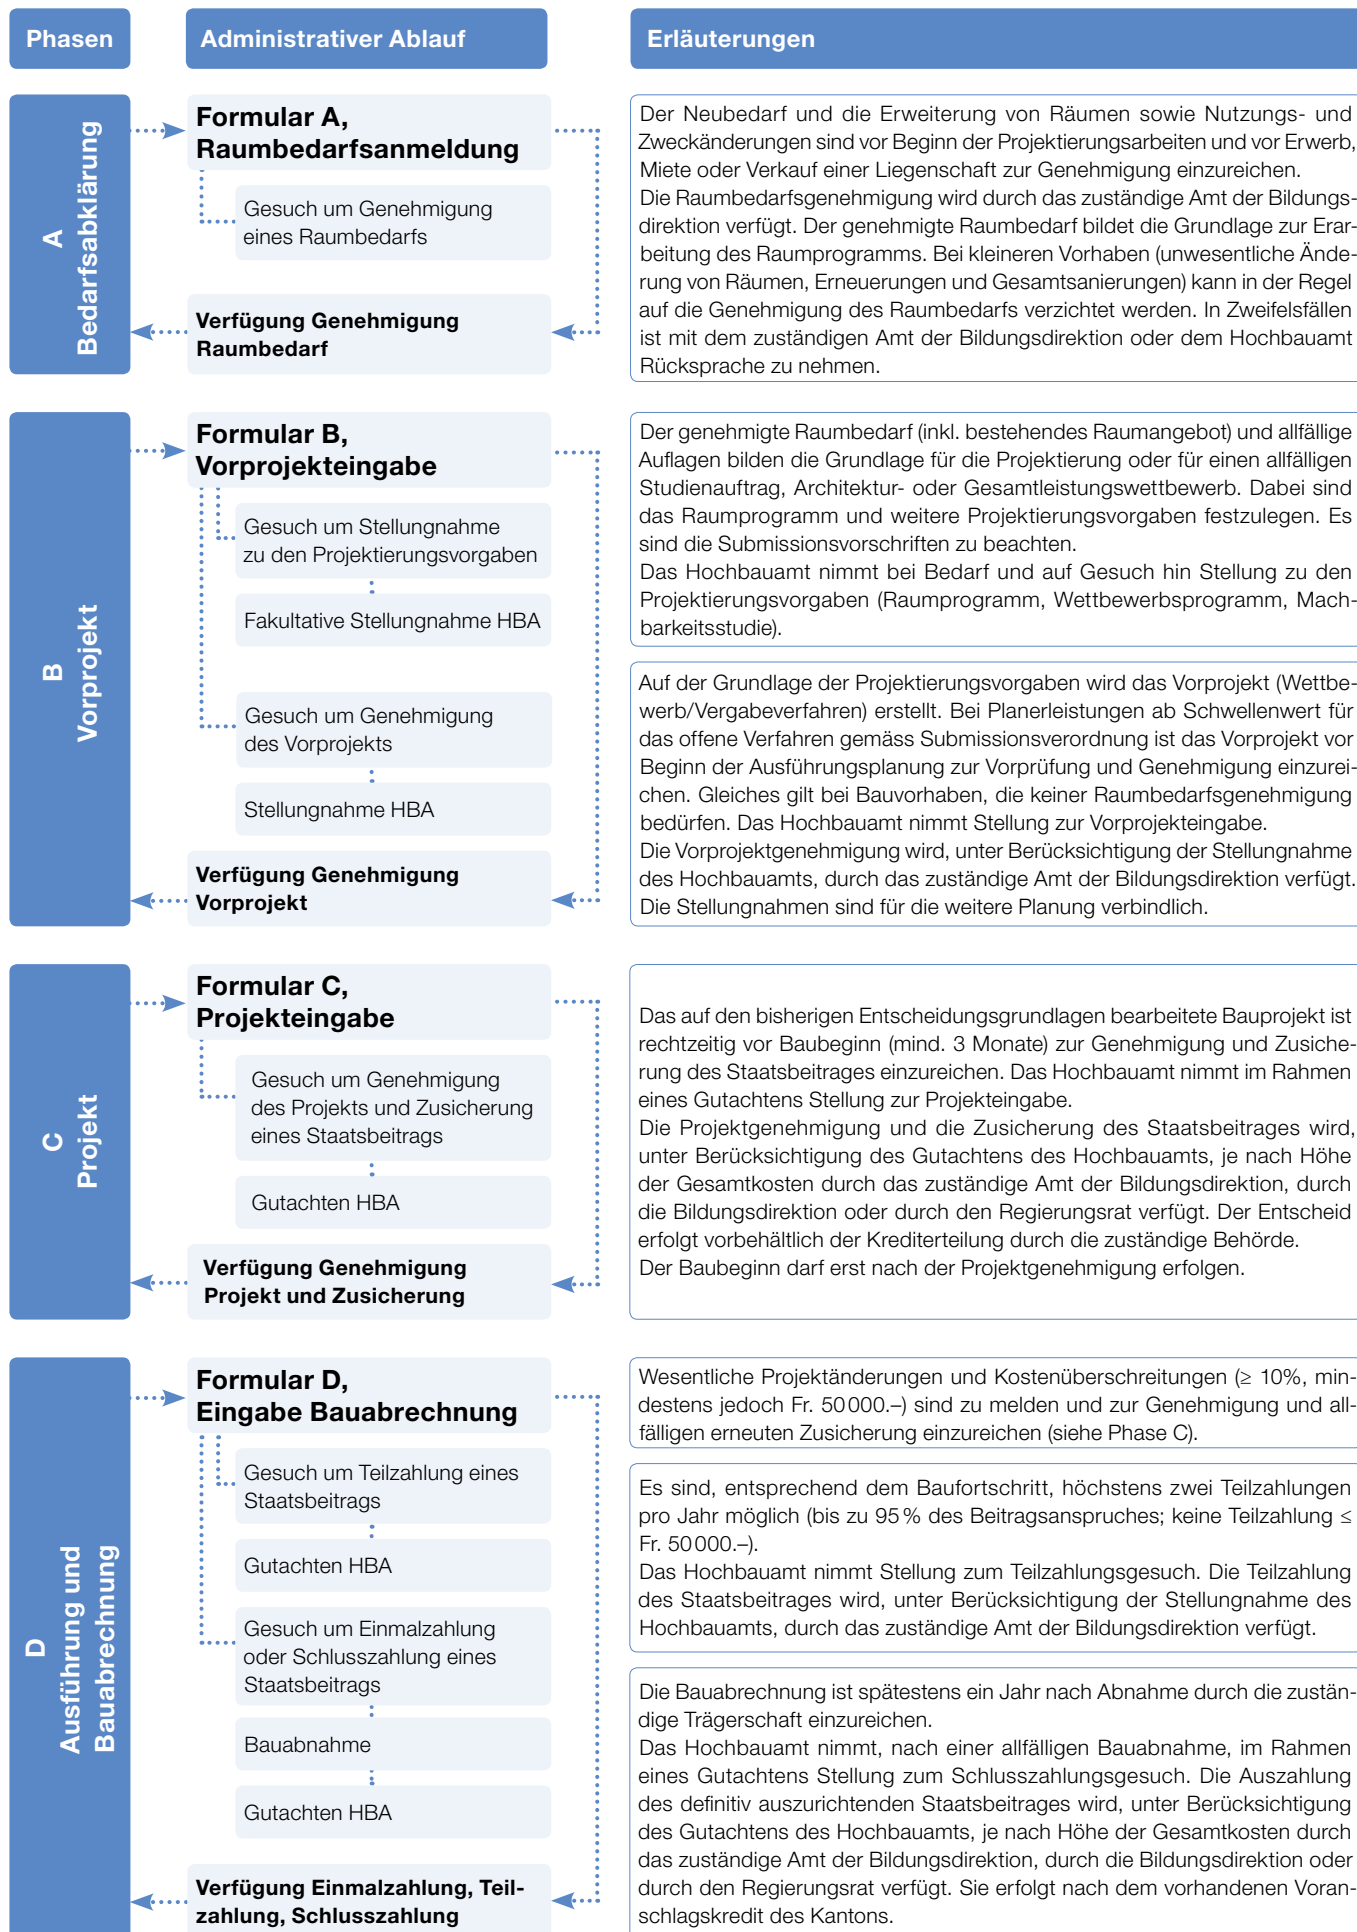 Phasen
Administrativer Ablauf
Erläuterungen
A
Bedarfsabklärung
Formular A,
Raumbedarfsanmeldung
Gesuch um Genehmigung
eines Raumbedarfs
Verfügung Genehmigung
Raumbedarf
Der Neubedarf und die Erweiterung von Räumen sowie Nutzungs- und
Zweckänderungen sind vor Beginn der Projektierungsarbeiten und vor Erwerb,
Miete oder Verkauf einer Liegenschaft zur Genehmigung einzureichen.
Die Raumbedarfsgenehmigung wird durch das zuständige Amt der Bildungs-
direktion verfügt. Der genehmigte Raumbedarf bildet die Grundlage zur Erar-
beitung des Raumprogramms. Bei kleineren Vorhaben (unwesentliche Ände-
rung von Räumen, Erneuerungen und Gesamtsanierungen) kann in der Regel
auf die Genehmigung des Raumbedarfs verzichtet werden. In Zweifelsfällen
ist mit dem zuständigen Amt der Bildungsdirektion oder dem Hochbauamt
Rücksprache zu nehmen.
B
Vorprojekt
Formular B,
Vorprojekteingabe
Gesuch um Stellungnahme
zu den Projektierungsvorgaben
Fakultative Stellungnahme HBA
Gesuch um Genehmigung
des Vorprojekts
Stellungnahme HBA
Verfügung Genehmigung
Vorprojekt
Der genehmigte Raumbedarf (inkl. bestehendes Raumangebot) und allfällige
Auflagen bilden die Grundlage für die Projektierung oder für einen allfälligen
Studienauftrag, Architektur- oder Gesamtleistungswettbewerb. Dabei sind
das Raumprogramm und weitere Projektierungsvorgaben festzulegen. Es
sind die Submissionsvorschriften zu beachten.
Das Hochbauamt nimmt bei Bedarf und auf Gesuch hin Stellung zu den
Projektierungsvorgaben (Raumprogramm, Wettbewerbsprogramm, Mach-
barkeitsstudie).
Auf der Grundlage der Projektierungsvorgaben wird das Vorprojekt (Wettbe-
werb/Vergabeverfahren) erstellt. Bei Planerleistungen ab Schwellenwert für
das offene Verfahren gemäss Submissionsverordnung ist das Vorprojekt vor
Beginn der Ausführungsplanung zur Vorprüfung und Genehmigung einzurei-
chen. Gleiches gilt bei Bauvorhaben, die keiner Raumbedarfsgenehmigung
bedürfen. Das Hochbauamt nimmt Stellung zur Vorprojekteingabe.
Die Vorprojektgenehmigung wird, unter Berücksichtigung der Stellungnahme
des Hochbauamts, durch das zuständige Amt der Bildungsdirektion verfügt.
Die Stellungnahmen sind für die weitere Planung verbindlich.
C
Projekt
Formular C,
Projekteingabe
Gesuch um Genehmigung
des Projekts und Zusicherung
eines Staatsbeitrags
Gutachten HBA
Verfügung Genehmigung
Projekt und Zusicherung
Das auf den bisherigen Entscheidungsgrundlagen bearbeitete Bauprojekt ist
rechtzeitig vor Baubeginn (mind. 3 Monate) zur Genehmigung und Zusiche-
rung des Staatsbeitrages einzureichen. Das Hochbauamt nimmt im Rahmen
eines Gutachtens Stellung zur Projekteingabe.
Die Projektgenehmigung und die Zusicherung des Staatsbeitrages wird,
unter Berücksichtigung des Gutachtens des Hochbauamts, je nach Höhe
der Gesamtkosten durch das zuständige Amt der Bildungsdirektion, durch
die Bildungsdirektion oder durch den Regierungsrat verfügt. Der Entscheid
erfolgt vorbehältlich der Krediterteilung durch die zuständige Behörde.
Der Baubeginn darf erst nach der Projektgenehmigung erfolgen.
D
Ausführung und
Bauabrechnung
Formular D,
Eingabe Bauabrechnung
Gesuch um Teilzahlung eines
Staatsbeitrags
Gutachten HBA
Gesuch um Einmalzahlung
oder Schlusszahlung eines
Staatsbeitrags
Bauabnahme
Gutachten HBA
Verfügung Einmalzahlung, Teil-
zahlung, Schlusszahlung
Wesentliche Projektänderungen und Kostenüberschreitungen (≥ 10%, min-
destens jedoch Fr. 50 000.–) sind zu melden und zur Genehmigung und all-
fälligen erneuten Zusicherung einzureichen (siehe Phase C).
Es sind, entsprechend dem Baufortschritt, höchstens zwei Teilzahlungen
pro Jahr möglich (bis zu 95 % des Beitragsanspruches; keine Teilzahlung ≤
Fr. 50 000.–).
Das Hochbauamt nimmt Stellung zum Teilzahlungsgesuch. Die Teilzahlung
des Staatsbeitrages wird, unter Berücksichtigung der Stellungnahme des
Hochbauamts, durch das zuständige Amt der Bildungsdirektion verfügt.
Die Bauabrechnung ist spätestens ein Jahr nach Abnahme durch die zustän-
dige Trägerschaft einzureichen.
Das Hochbauamt nimmt, nach einer allfälligen Bauabnahme, im Rahmen
eines Gutachtens Stellung zum Schlusszahlungsgesuch. Die Auszahlung
des definitiv auszurichtenden Staatsbeitrages wird, unter Berücksichtigung
des Gutachtens des Hochbauamts, je nach Höhe der Gesamtkosten durch
das zuständige Amt der Bildungsdirektion, durch die Bildungsdirektion oder
durch den Regierungsrat verfügt. Sie erfolgt nach dem vorhandenen Voran-
schlagskredit des Kantons.